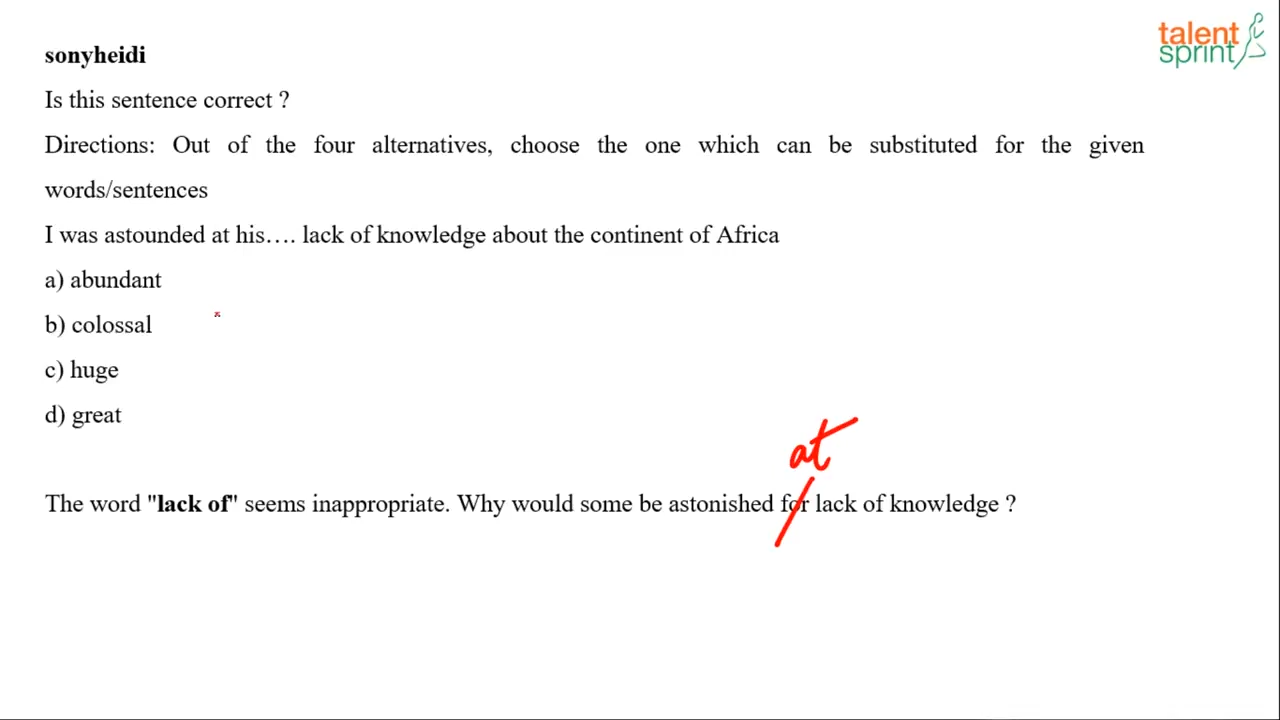 talent
sprint
sonyheidi
Is this sentence correct ?
Directions: Out of the four alternatives, choose the one which can be substituted for the given
words/sentences
I was astounded at his…. lack of knowledge about the continent of Africa
a) abundant
b) colossal
c) huge
d) great
at
The word "lack of" seems inappropriate. Why would some be astonished for lack of knowledge ?